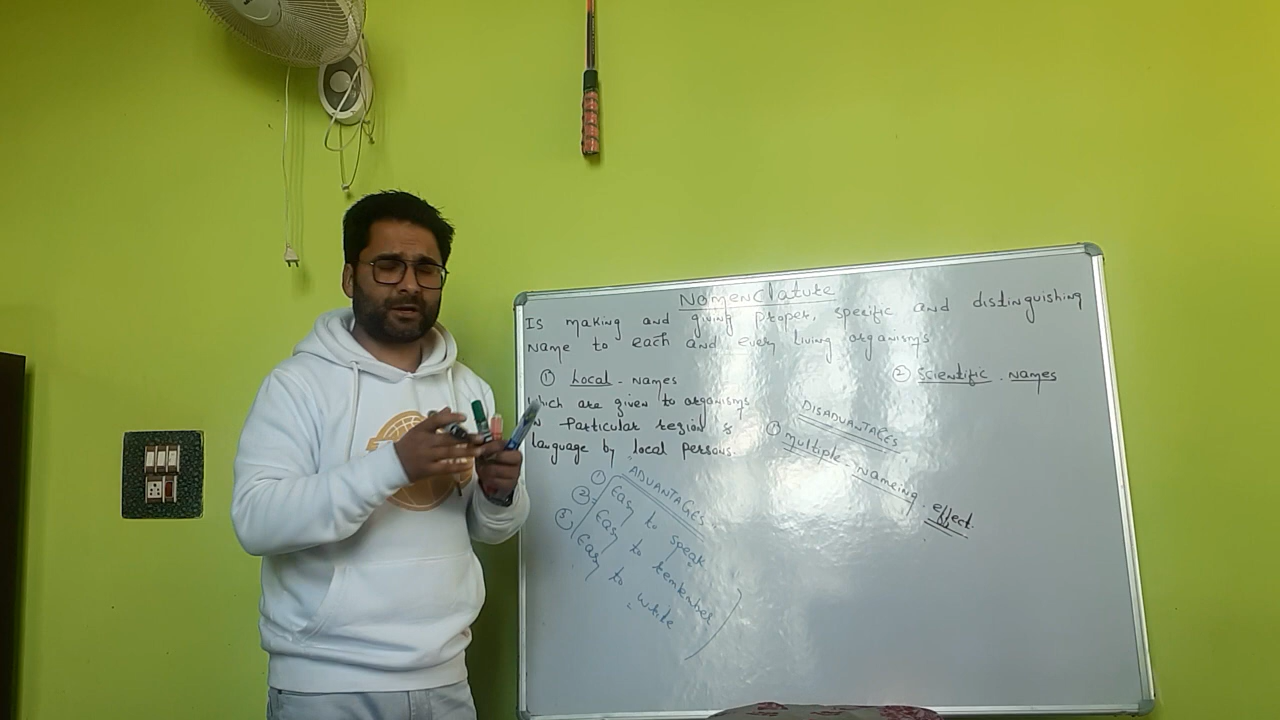 Nomenclature
Is making and giving proper, specific and distinguishing
name to each and every living organisms
① Local - names
which are given to organisms
in Particular region &
language by local persons.
② Scientific . names
DISADVANTAGES
① multiple - nameing . effect.
ADVANTAGES
① Easy to speak
② Easy to remember
③ Easy to write